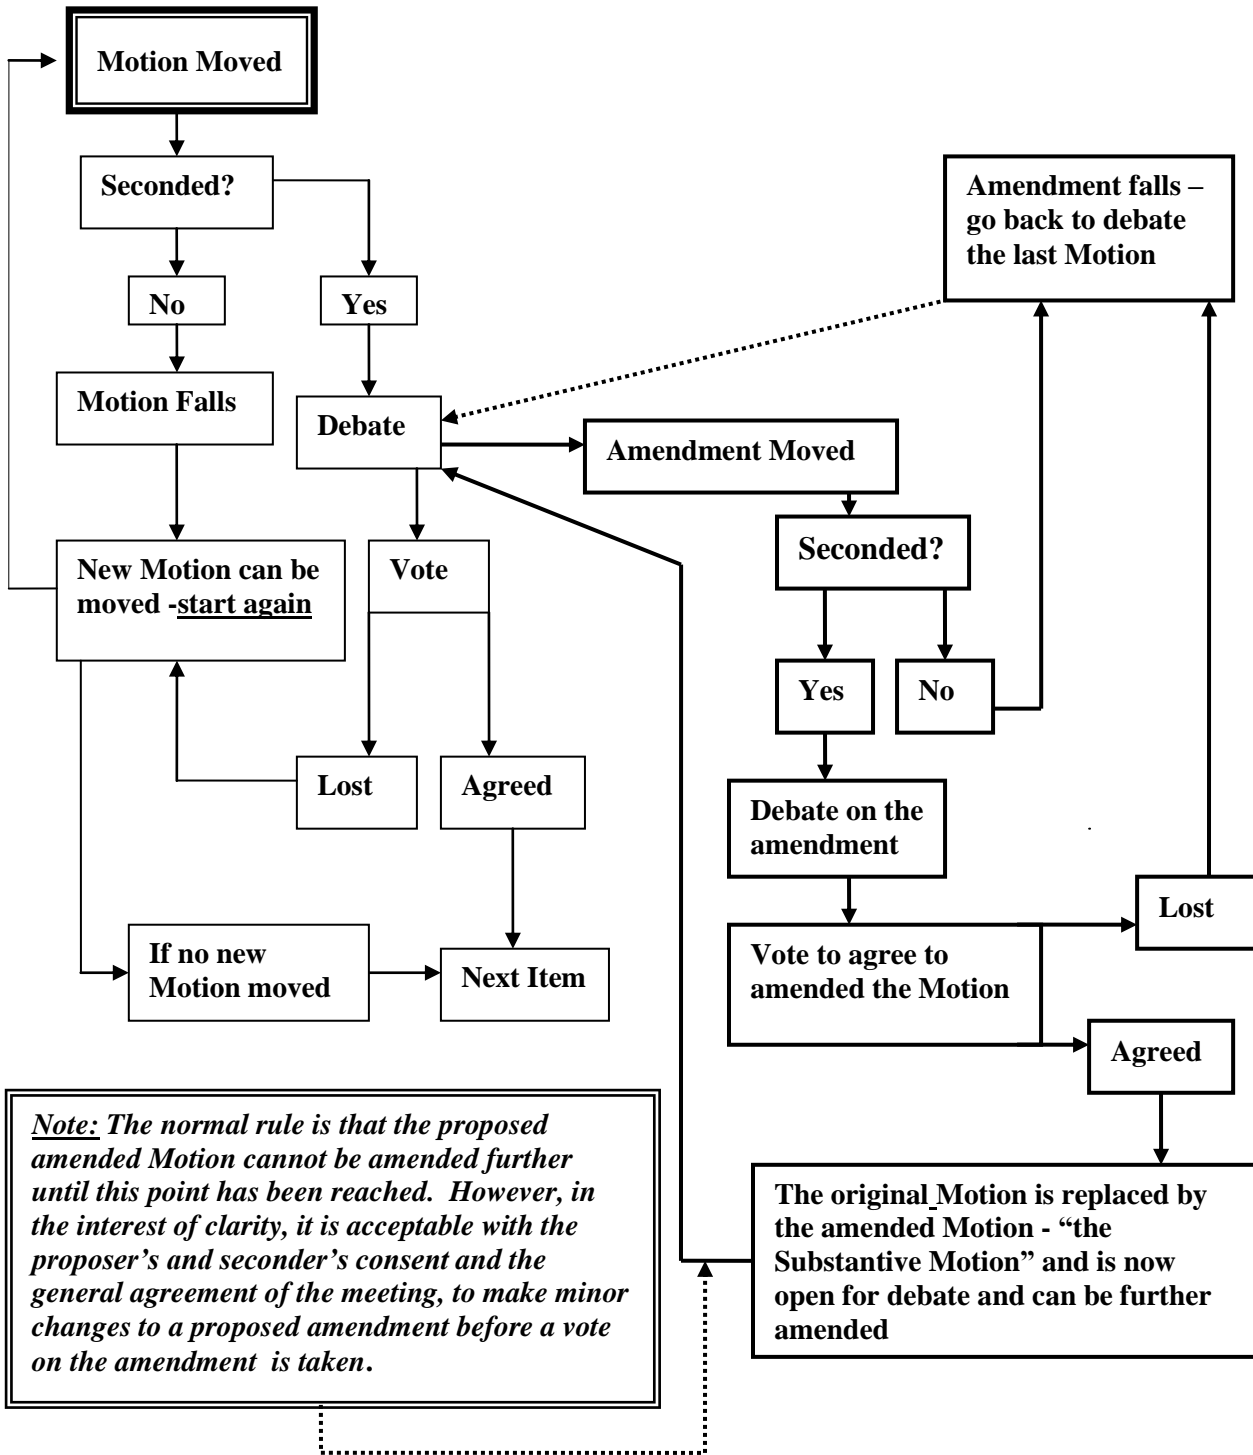 Motion Moved
Seconded?
No
Yes
Motion Falls
Debate
New Motion can be
moved -start again
Vote
Lost
Agreed
If no new
Motion moved
Next Item
Amendment falls –
go back to debate
the last Motion
Amendment Moved
Seconded?
Yes
No
Debate on the
amendment
Vote to agree to
amended the Motion
Lost
Agreed
The original Motion is replaced by
the amended Motion - “the
Substantive Motion” and is now
open for debate and can be further
amended
Note: The normal rule is that the proposed
amended Motion cannot be amended further
until this point has been reached.  However, in
the interest of clarity, it is acceptable with the
proposer’s and seconder’s consent and the
general agreement of the meeting, to make minor
changes to a proposed amendment before a vote
on the amendment  is taken.